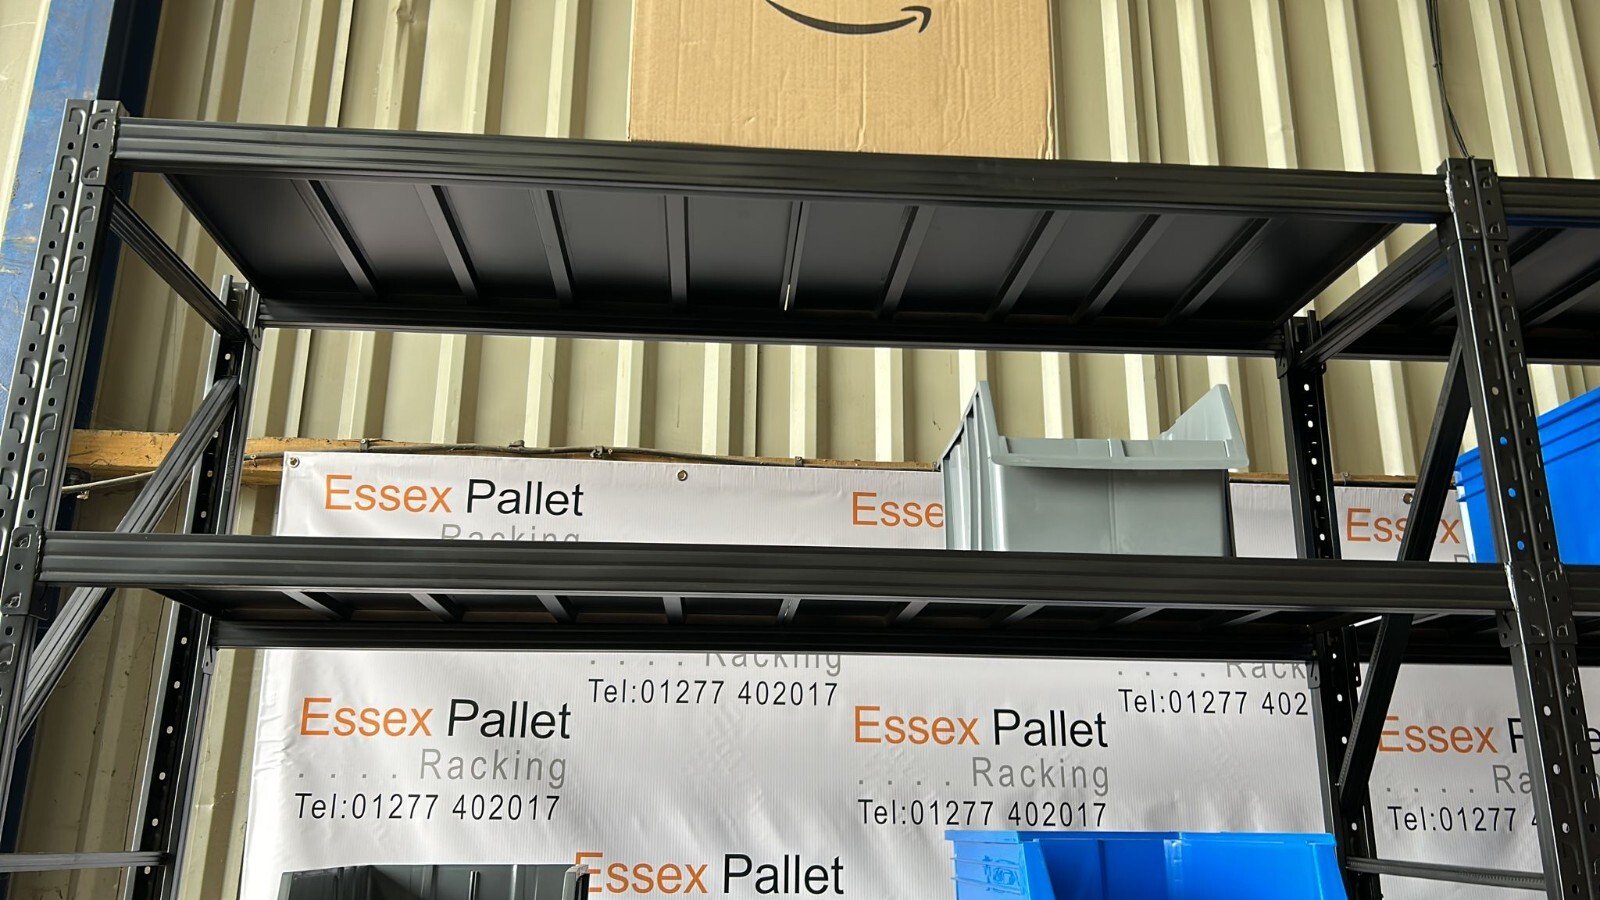 Essex Pallet
Racking
Esse
Essex
. . . . Racking
Tel:01277 402017
. . . . Rack
Tel:01277 402
Essex Pallet
. . . . Racking
Tel:01277 402017
Essex Pallet
. . . . Racking
Tel:01277 402017
Essex P
. . . . Ra
Tel:01277
Essex Pallet